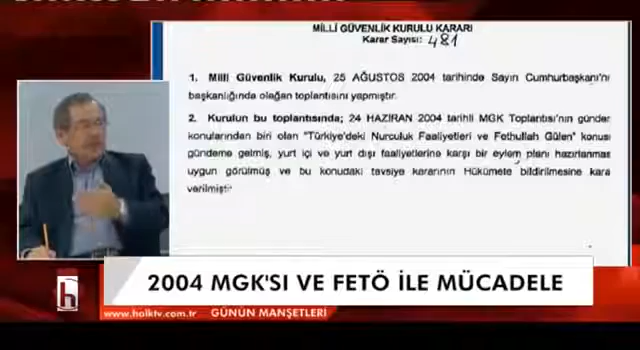 MİLLİ GÜVENLİK KURULU KARARI
Karar Sayısı: 481
1. Milli Güvenlik Kurulu, 25 AĞUSTOS 2004 tarihinde Sayın Cumhurbaşkanı'nı
başkanlığında olağan toplantısını yapmıştır.
2. Kurulun bu toplantısında; 24 HAZİRAN 2004 tarihli MGK Toplantısı'nın günder
konularından biri olan "Türkiye'deki Nurculuk Faaliyetleri ve Fethullah Gülen" konusu
gündeme gelmiş, yurt içi ve yurt dışı faaliyetlerine karşı bir eylem planı hazırlanmas
uygun görülmüş ve bu konudaki tavsiye kararının Hükümete bildirilmesine kara
verilmiştir
2004 MGK'SI VE FETÖ İLE MÜCADELE
h
www.halktv.com.tr GÜNÜN MANŞETLERİ